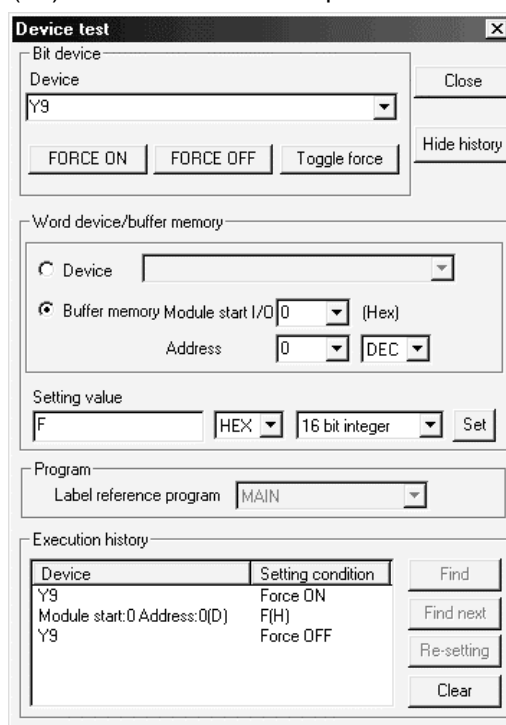 Device test
Bit device
Device
Y9
Close
FORCE ON FORCE OFF Toggle force
Hide history
Word device/buffer memory
Device
Buffer memory Module start I/O 0 (Hex)
Address 0 DEC
Setting value
F HEX 16 bit integer Set
Program
Label reference program MAIN
Execution history
Device Setting condition Find
Y9 Force ON
Module start:0 Address:0(D) F(H) Find next
Y9 Force OFF
Re-setting
Clear